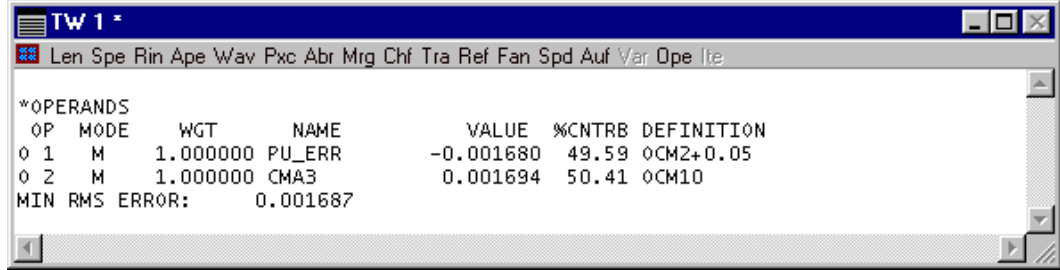 TW 1 *
Len Spe Rin Ape Wav Pxc Abr Mrg Chf Tra Ref Fan Spd Auf Var Ope Ite
*OPERANDS
OP MODE WGT NAME VALUE %CNTRB DEFINITION
O 1 M 1.000000 PU_ERR -0.001680 49.59 OCM2+0.05
O 2 M 1.000000 CMA3 0.001694 50.41 OCM10
MIN RMS ERROR: 0.001687